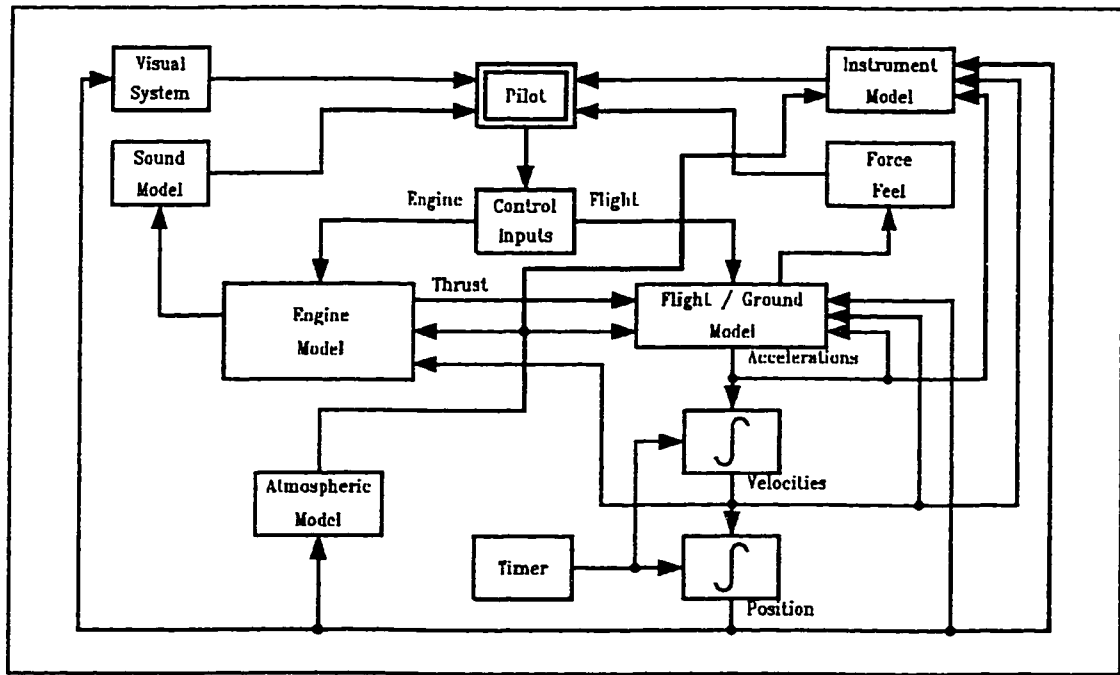 Visual
System
Pilot
Instrument
Model
Sound
Model
Force
Feel
Engine
Control
Inputs
Flight
Thrust
Engine
Model
Flight / Ground
Model
Accelerations
Atmospheric
Model
Velocities
Timer
Position